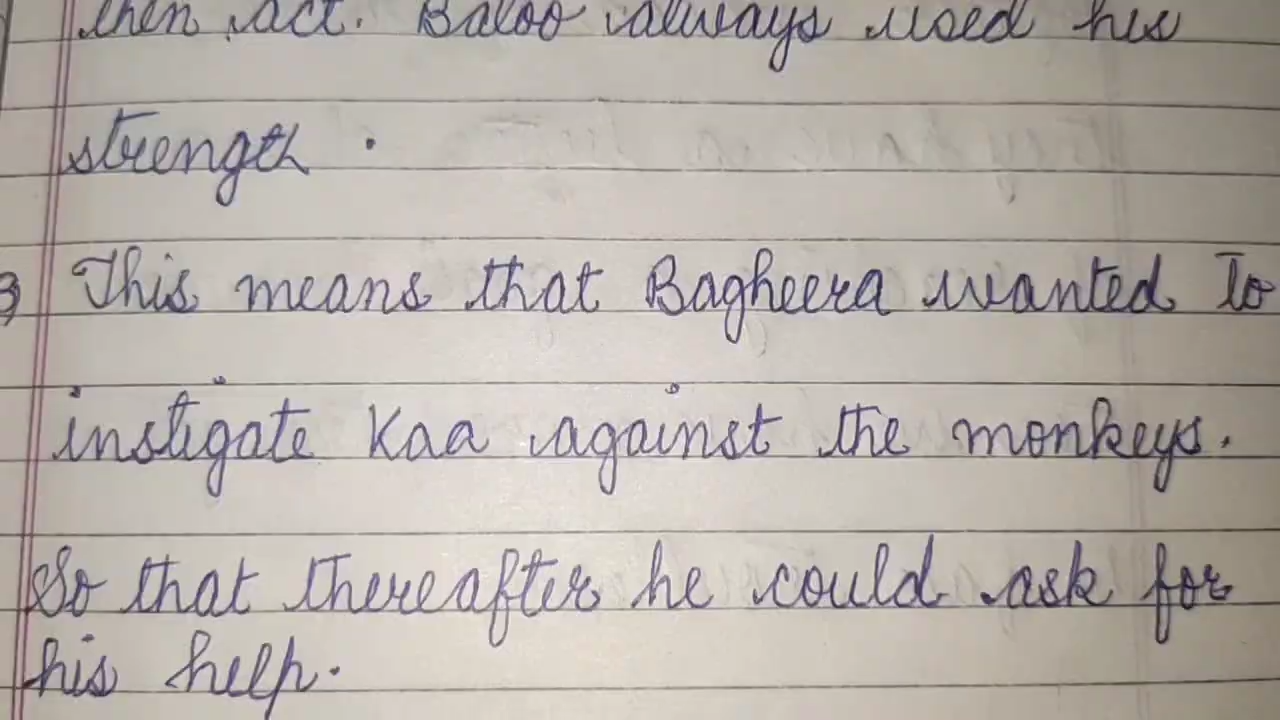 then act. Baloo always used his
strength.
3 This means that Bagheera wanted To
instigate Kaa against the monkeys.
So that thereafter he could ask for
his help.